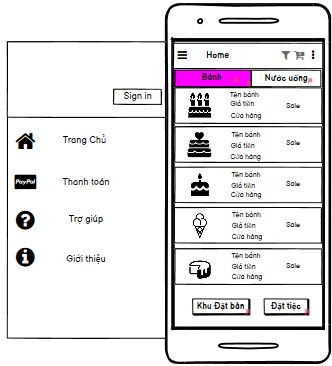 Sign in
Trang Chủ
PayPal
Thanh toán
Trợ giúp
Giới thiệu
Home
Bánh
Nước uống
Tên bánh
Giá tiền
Cửa hàng
Sale
Tên bánh
Giá tiền
Cửa hàng
Sale
Tên bánh
Giá tiền
Cửa hàng
Sale
Tên bánh
Giá tiền
Cửa hàng
Sale
Tên bánh
Giá tiền
Cửa hàng
Sale
Khu Đặt bàn
Đặt tiệc